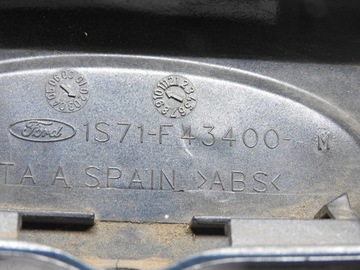 Ford 1S71-F43400- M
TA A. SPAIN. >ABS<